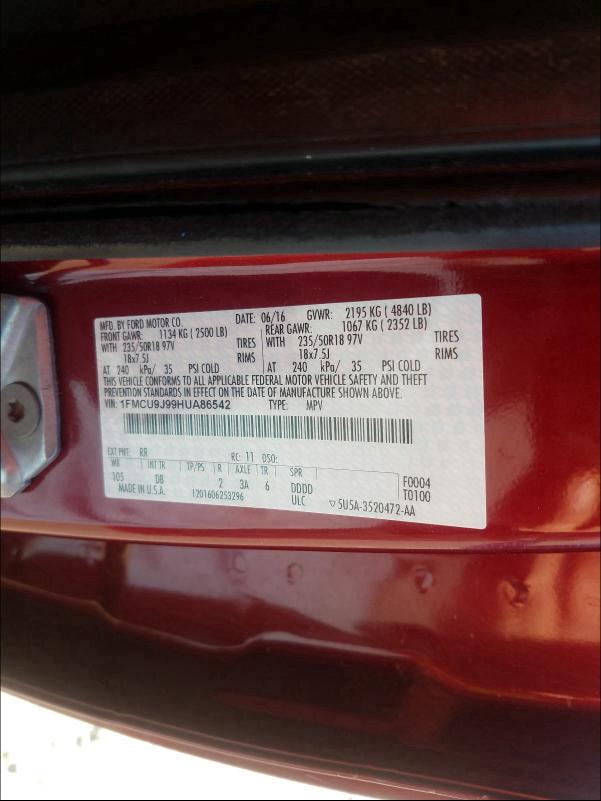 MFD. BY FORD MOTOR CO. DATE: 06/16 GVWR: 2195 KG (4840 LB)
FRONT GAWR: 1134 KG (2500 LB) REAR GAWR: 1067 KG (2352 LB)
WITH 235/50R18 97V TIRES WITH 235/50R18 97V TIRES
18x7.5J RIMS 18x7.5J RIMS
AT 240 kPa/ 35 PSI COLD AT 240 kPa/ 35 PSI COLD
THIS VEHICLE CONFORMS TO ALL APPLICABLE FEDERAL MOTOR VEHICLE SAFETY AND THEFT
PREVENTION STANDARDS IN EFFECT ON THE DATE OF MANUFACTURE SHOWN ABOVE.
VIN: 1FMCU9J99HUA86542 TYPE: MPV
EXT PNT: RR RC: 11 DSO:
WB INT TR TP/PS R AXLE TR SPR
105 DB 2 3A 6 DDDD F0004
MADE IN U.S.A. 1201606253296 ULC ▽5U5A-3520472-AA T0100